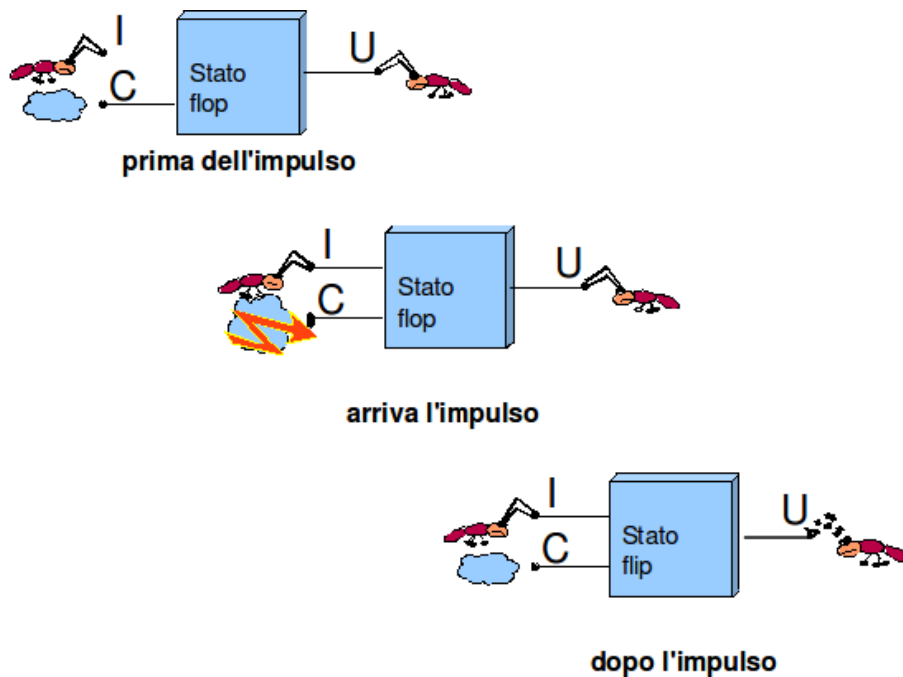 I
U
C
Stato
flop
prima dell'impulso
I
U
C
Stato
flop
arriva l'impulso
I
U
C
Stato
flip
dopo l'impulso